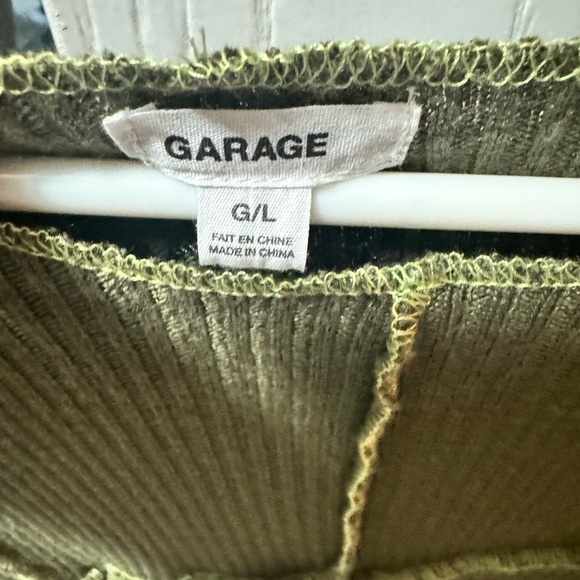 GARAGE
G/L
FAIT EN CHINE
MADE IN CHINA